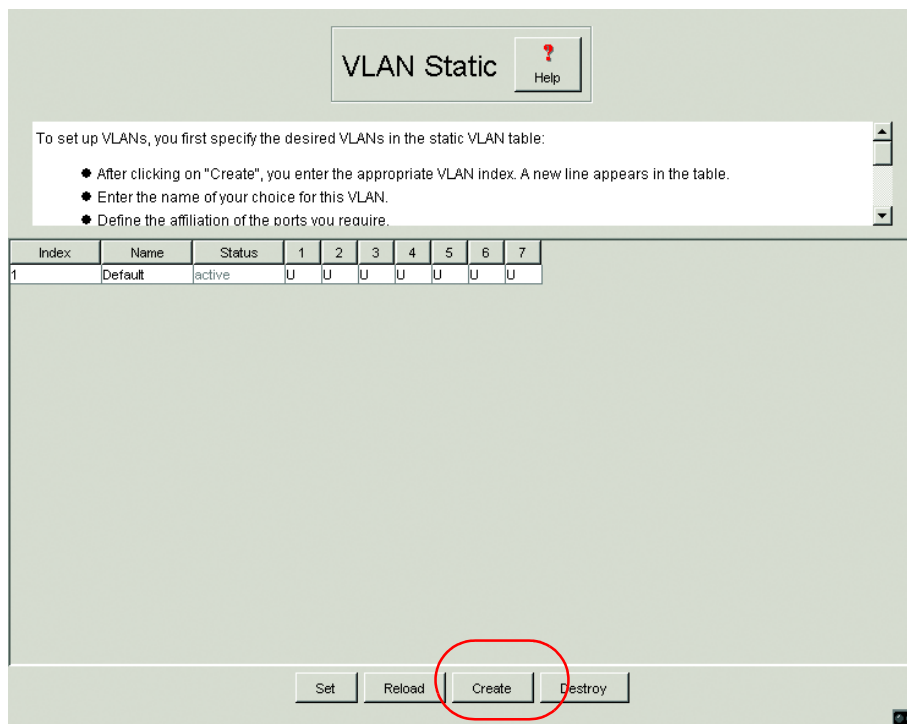 VLAN Static
?
Help
To set up VLANs, you first specify the desired VLANs in the static VLAN table:
After clicking on "Create", you enter the appropriate VLAN index. A new line appears in the table.
Enter the name of your choice for this VLAN.
Define the affiliation of the ports you require.
Index Name Status 1 2 3 4 5 6 7
1 Default active U U U U U U U
Set Reload Create Destroy